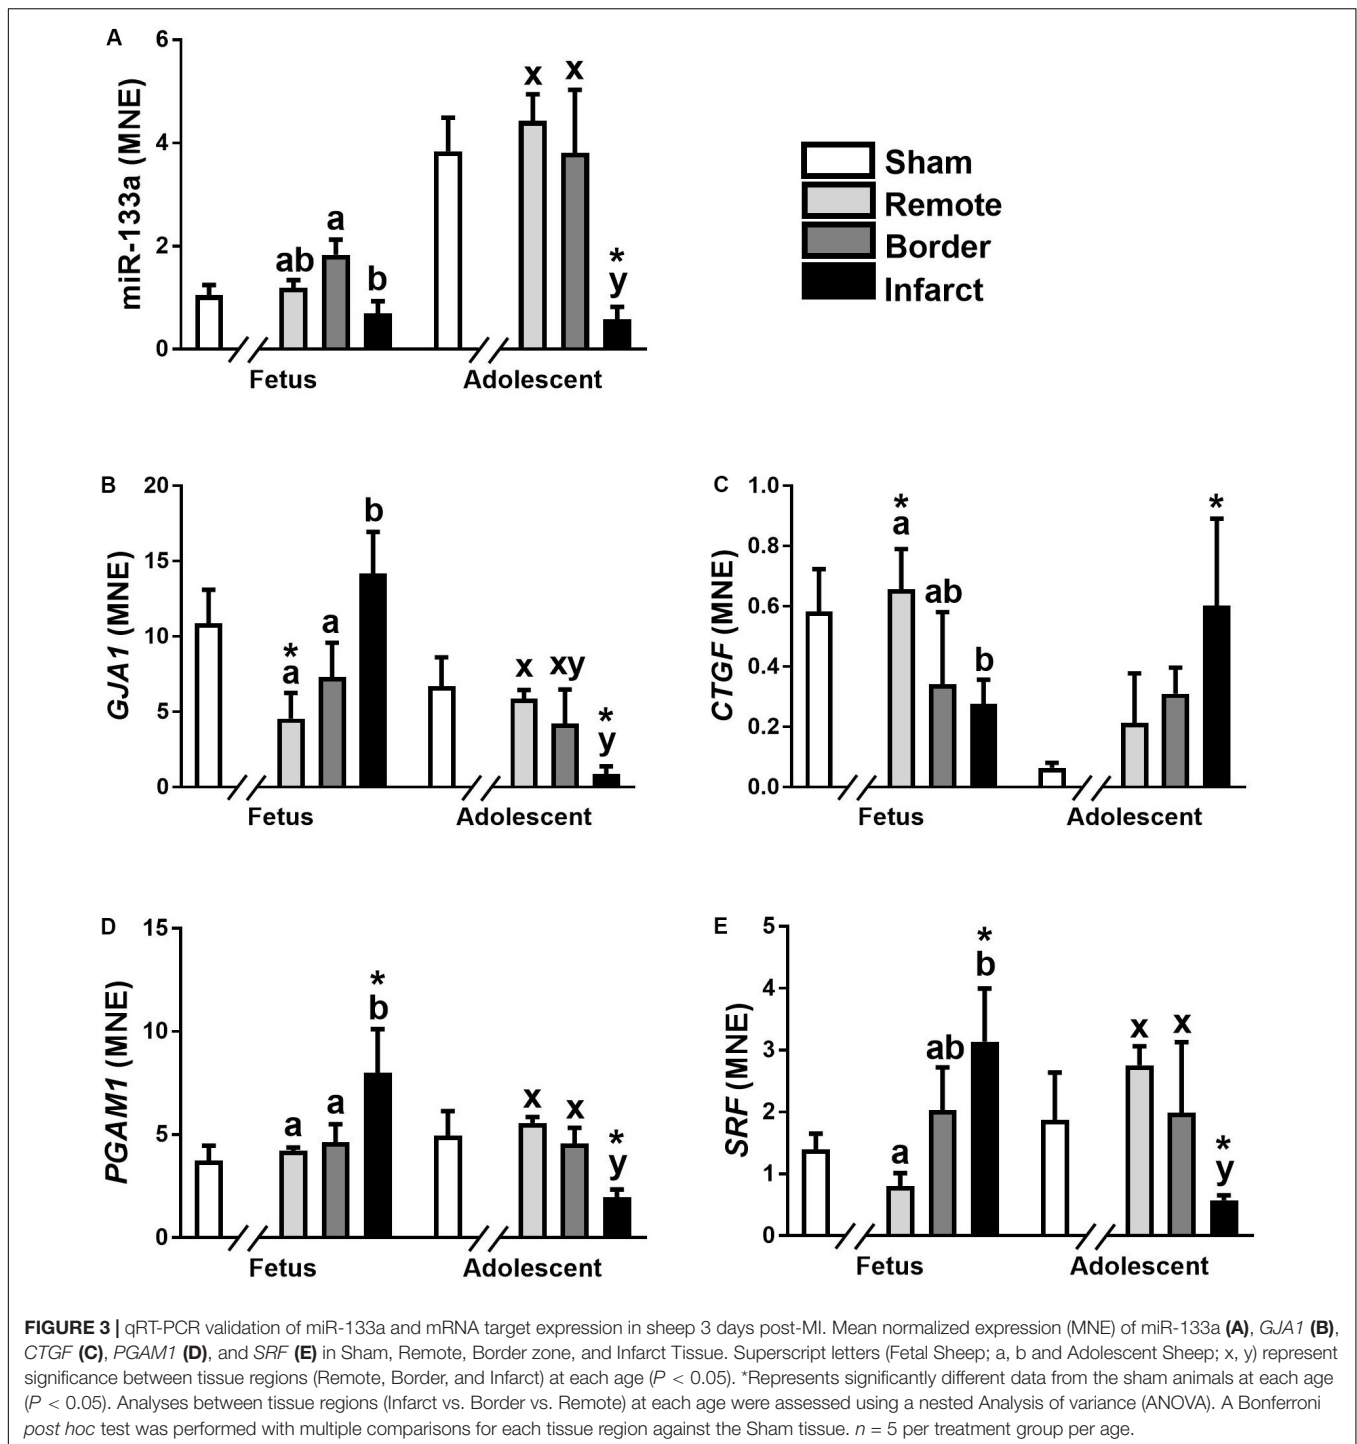 A
6
4
2
0
miR-133a (MNE)
ab
a
b
x
x
*
y
Fetus
Adolescent
Sham
Remote
Border
Infarct
B
20
15
10
5
0
GJA1 (MNE)
*
a
a
b
x
xy
*
y
Fetus
Adolescent
C
1.0
0.8
0.6
0.4
0.2
0.0
CTGF (MNE)
*
a
ab
b
*
Fetus
Adolescent
D
15
10
5
0
PGAM1 (MNE)
a
a
*
b
x
x
*
y
Fetus
Adolescent
E
5
4
3
2
1
0
SRF (MNE)
a
ab
*
b
x
x
*
y
Fetus
Adolescent
FIGURE 3 | qRT-PCR validation of miR-133a and mRNA target expression in sheep 3 days post-MI. Mean normalized expression (MNE) of miR-133a (A), GJA1 (B),
CTGF (C), PGAM1 (D), and SRF (E) in Sham, Remote, Border zone, and Infarct Tissue. Superscript letters (Fetal Sheep; a, b and Adolescent Sheep; x, y) represent
significance between tissue regions (Remote, Border, and Infarct) at each age (P < 0.05). *Represents significantly different data from the sham animals at each age
(P < 0.05). Analyses between tissue regions (Infarct vs. Border vs. Remote) at each age were assessed using a nested Analysis of variance (ANOVA). A Bonferroni
post hoc test was performed with multiple comparisons for each tissue region against the Sham tissue. n = 5 per treatment group per age.